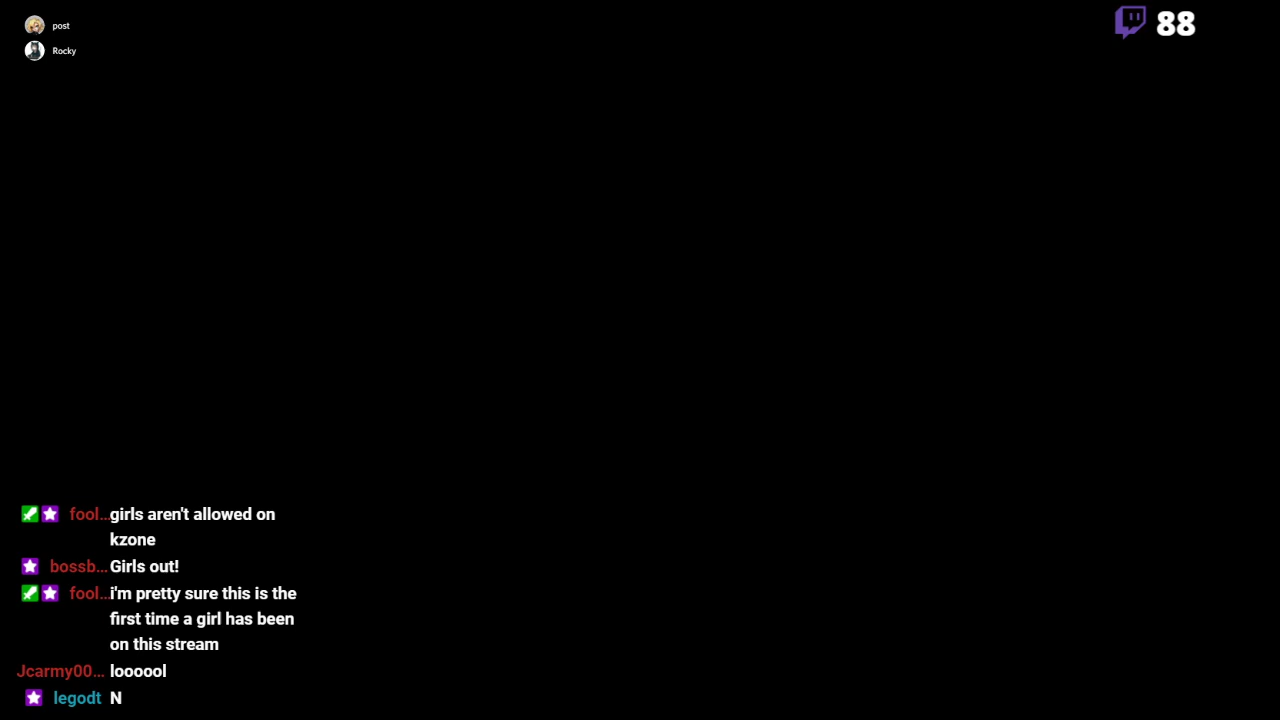 post
Rocky
88
fool...girls aren't allowed on
kzone
bossb...Girls out!
fool...i'm pretty sure this is the
first time a girl has been
on this stream
Jcarmy00... loooool
legodt N